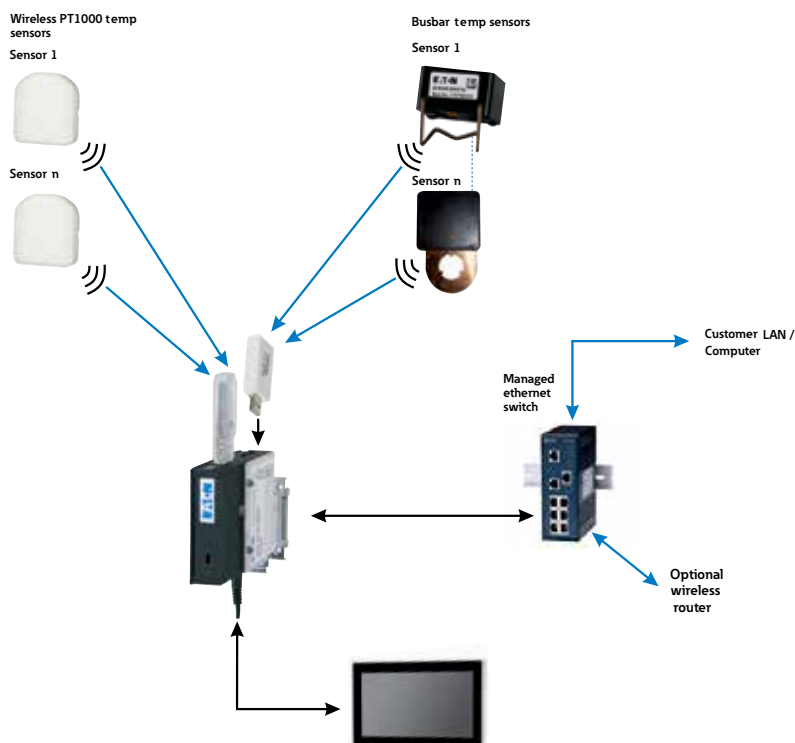 Wireless PT1000 temp
sensors
Sensor 1
Sensor n
Busbar temp sensors
Sensor 1
E.T.N
Sensor n
Customer LAN /
Computer
Managed
ethernet
switch
E.T.N
Optional
wireless
router